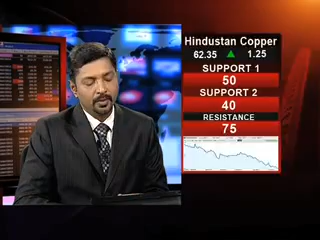 Hindustan Copper
62.35 ▲ 1.25
SUPPORT 1
50
SUPPORT 2
40
RESISTANCE
75